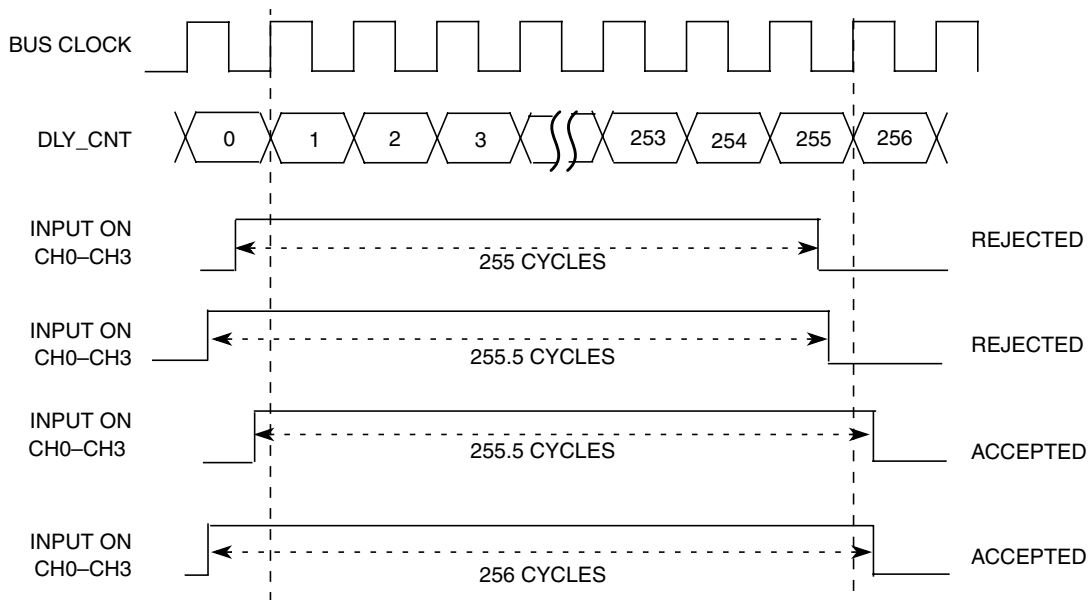 BUS CLOCK
DLY_CNT
0 1 2 3 253 254 255 256
INPUT ON
CH0–CH3
255 CYCLES
REJECTED
INPUT ON
CH0–CH3
255.5 CYCLES
REJECTED
INPUT ON
CH0–CH3
255.5 CYCLES
ACCEPTED
INPUT ON
CH0–CH3
256 CYCLES
ACCEPTED